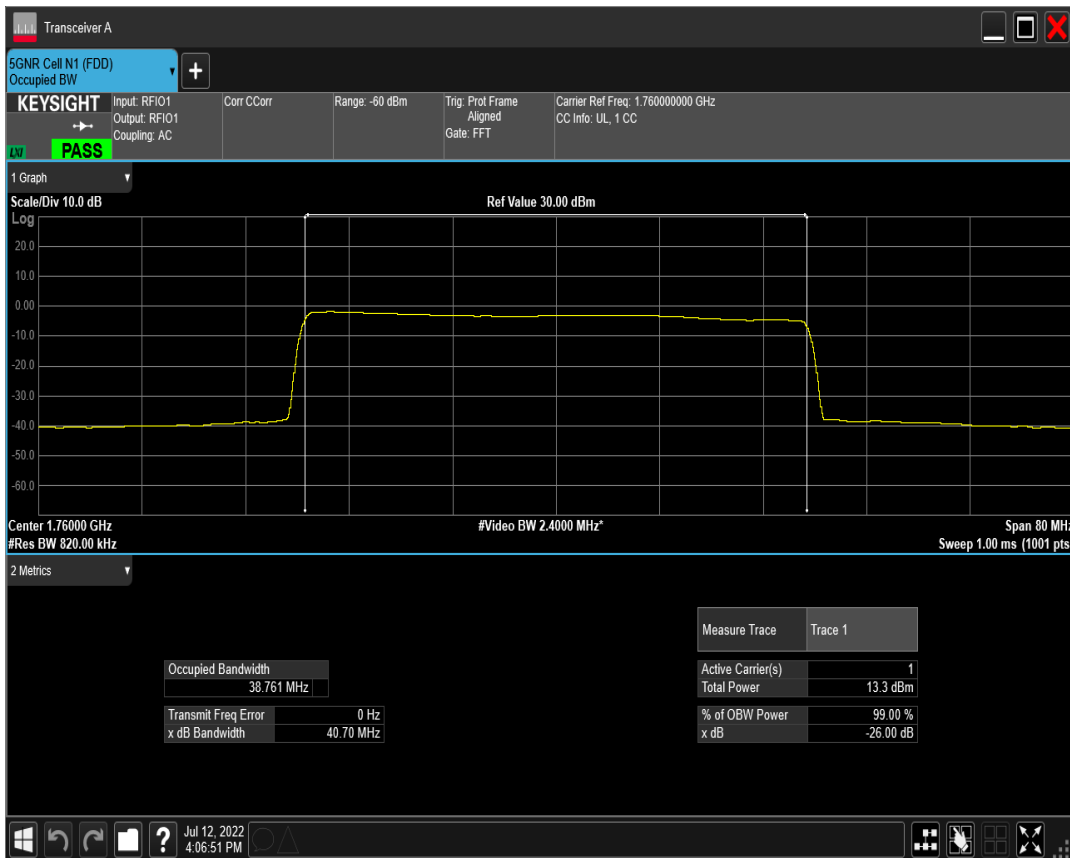 Transceiver A
5GNR Cell N1 (FDD)
Occupied BW
+
KEYSIGHT
LXI
PASS
Input: RFIO1
Output: RFIO1
Coupling: AC
Corr CCorr
Range: -60 dBm
Trig: Prot Frame
Aligned
Gate: FFT
Carrier Ref Freq: 1.760000000 GHz
CC Info: UL, 1 CC
1 Graph
Scale/Div 10.0 dB
Ref Value 30.00 dBm
Log
20.0
10.0
0.00
-10.0
-20.0
-30.0
-40.0
-50.0
-60.0
Center 1.76000 GHz
#Video BW 2.4000 MHz*
Span 80 MHz
#Res BW 820.00 kHz
Sweep 1.00 ms (1001 pts
2 Metrics
Measure Trace Trace 1
Occupied Bandwidth
38.761 MHz
Active Carrier(s) 1
Total Power 13.3 dBm
Transmit Freq Error 0 Hz
x dB Bandwidth 40.70 MHz
% of OBW Power 99.00 %
x dB -26.00 dB
?
Jul 12, 2022
4:06:51 PM